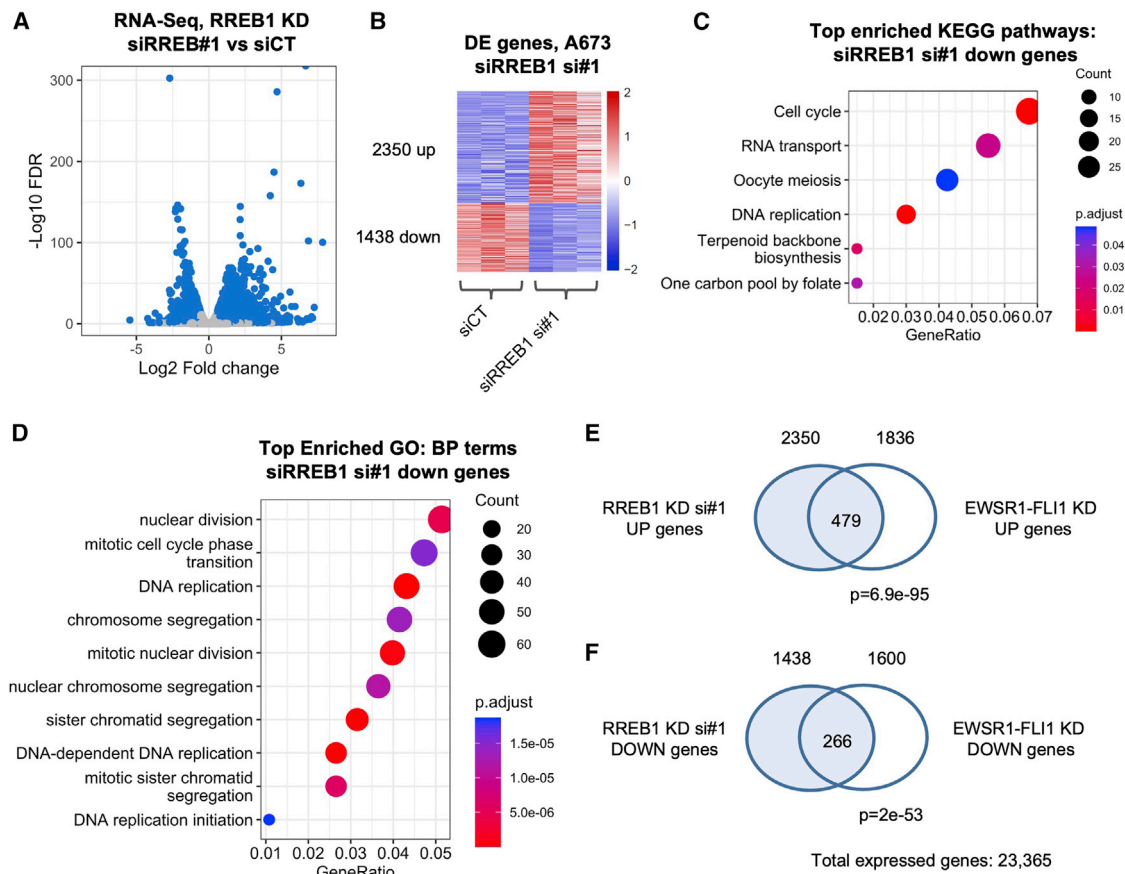 A
RNA-Seq, RREB1 KD
siRREB#1 vs siCT
300
200
100
0
-Log10 FDR
-5
0
5
Log2 Fold change
B
DE genes, A673
siRREB1 si#1
2350 up
1438 down
2
1
0
−1
−2
siCT
siRREB1 si#1
C
Top enriched KEGG pathways:
siRREB1 si#1 down genes
Cell cycle
RNA transport
Oocyte meiosis
DNA replication
Terpenoid backbone
biosynthesis
One carbon pool by folate
0.02 0.03 0.04 0.05 0.06 0.07
GeneRatio
Count
10
15
20
25
p.adjust
0.04
0.03
0.02
0.01
D
Top Enriched GO: BP terms
siRREB1 si#1 down genes
nuclear division
mitotic cell cycle phase
transition
DNA replication
chromosome segregation
mitotic nuclear division
nuclear chromosome segregation
sister chromatid segregation
DNA-dependent DNA replication
mitotic sister chromatid
segregation
DNA replication initiation
0.01 0.02 0.03 0.04 0.05
GeneRatio
Count
20
30
40
50
60
p.adjust
1.5e-05
1.0e-05
5.0e-06
E
2350 1836
RREB1 KD si#1
UP genes
479
EWSR1-FLI1 KD
UP genes
p=6.9e-95
F
1438 1600
RREB1 KD si#1
DOWN genes
266
EWSR1-FLI1 KD
DOWN genes
p=2e-53
Total expressed genes: 23,365